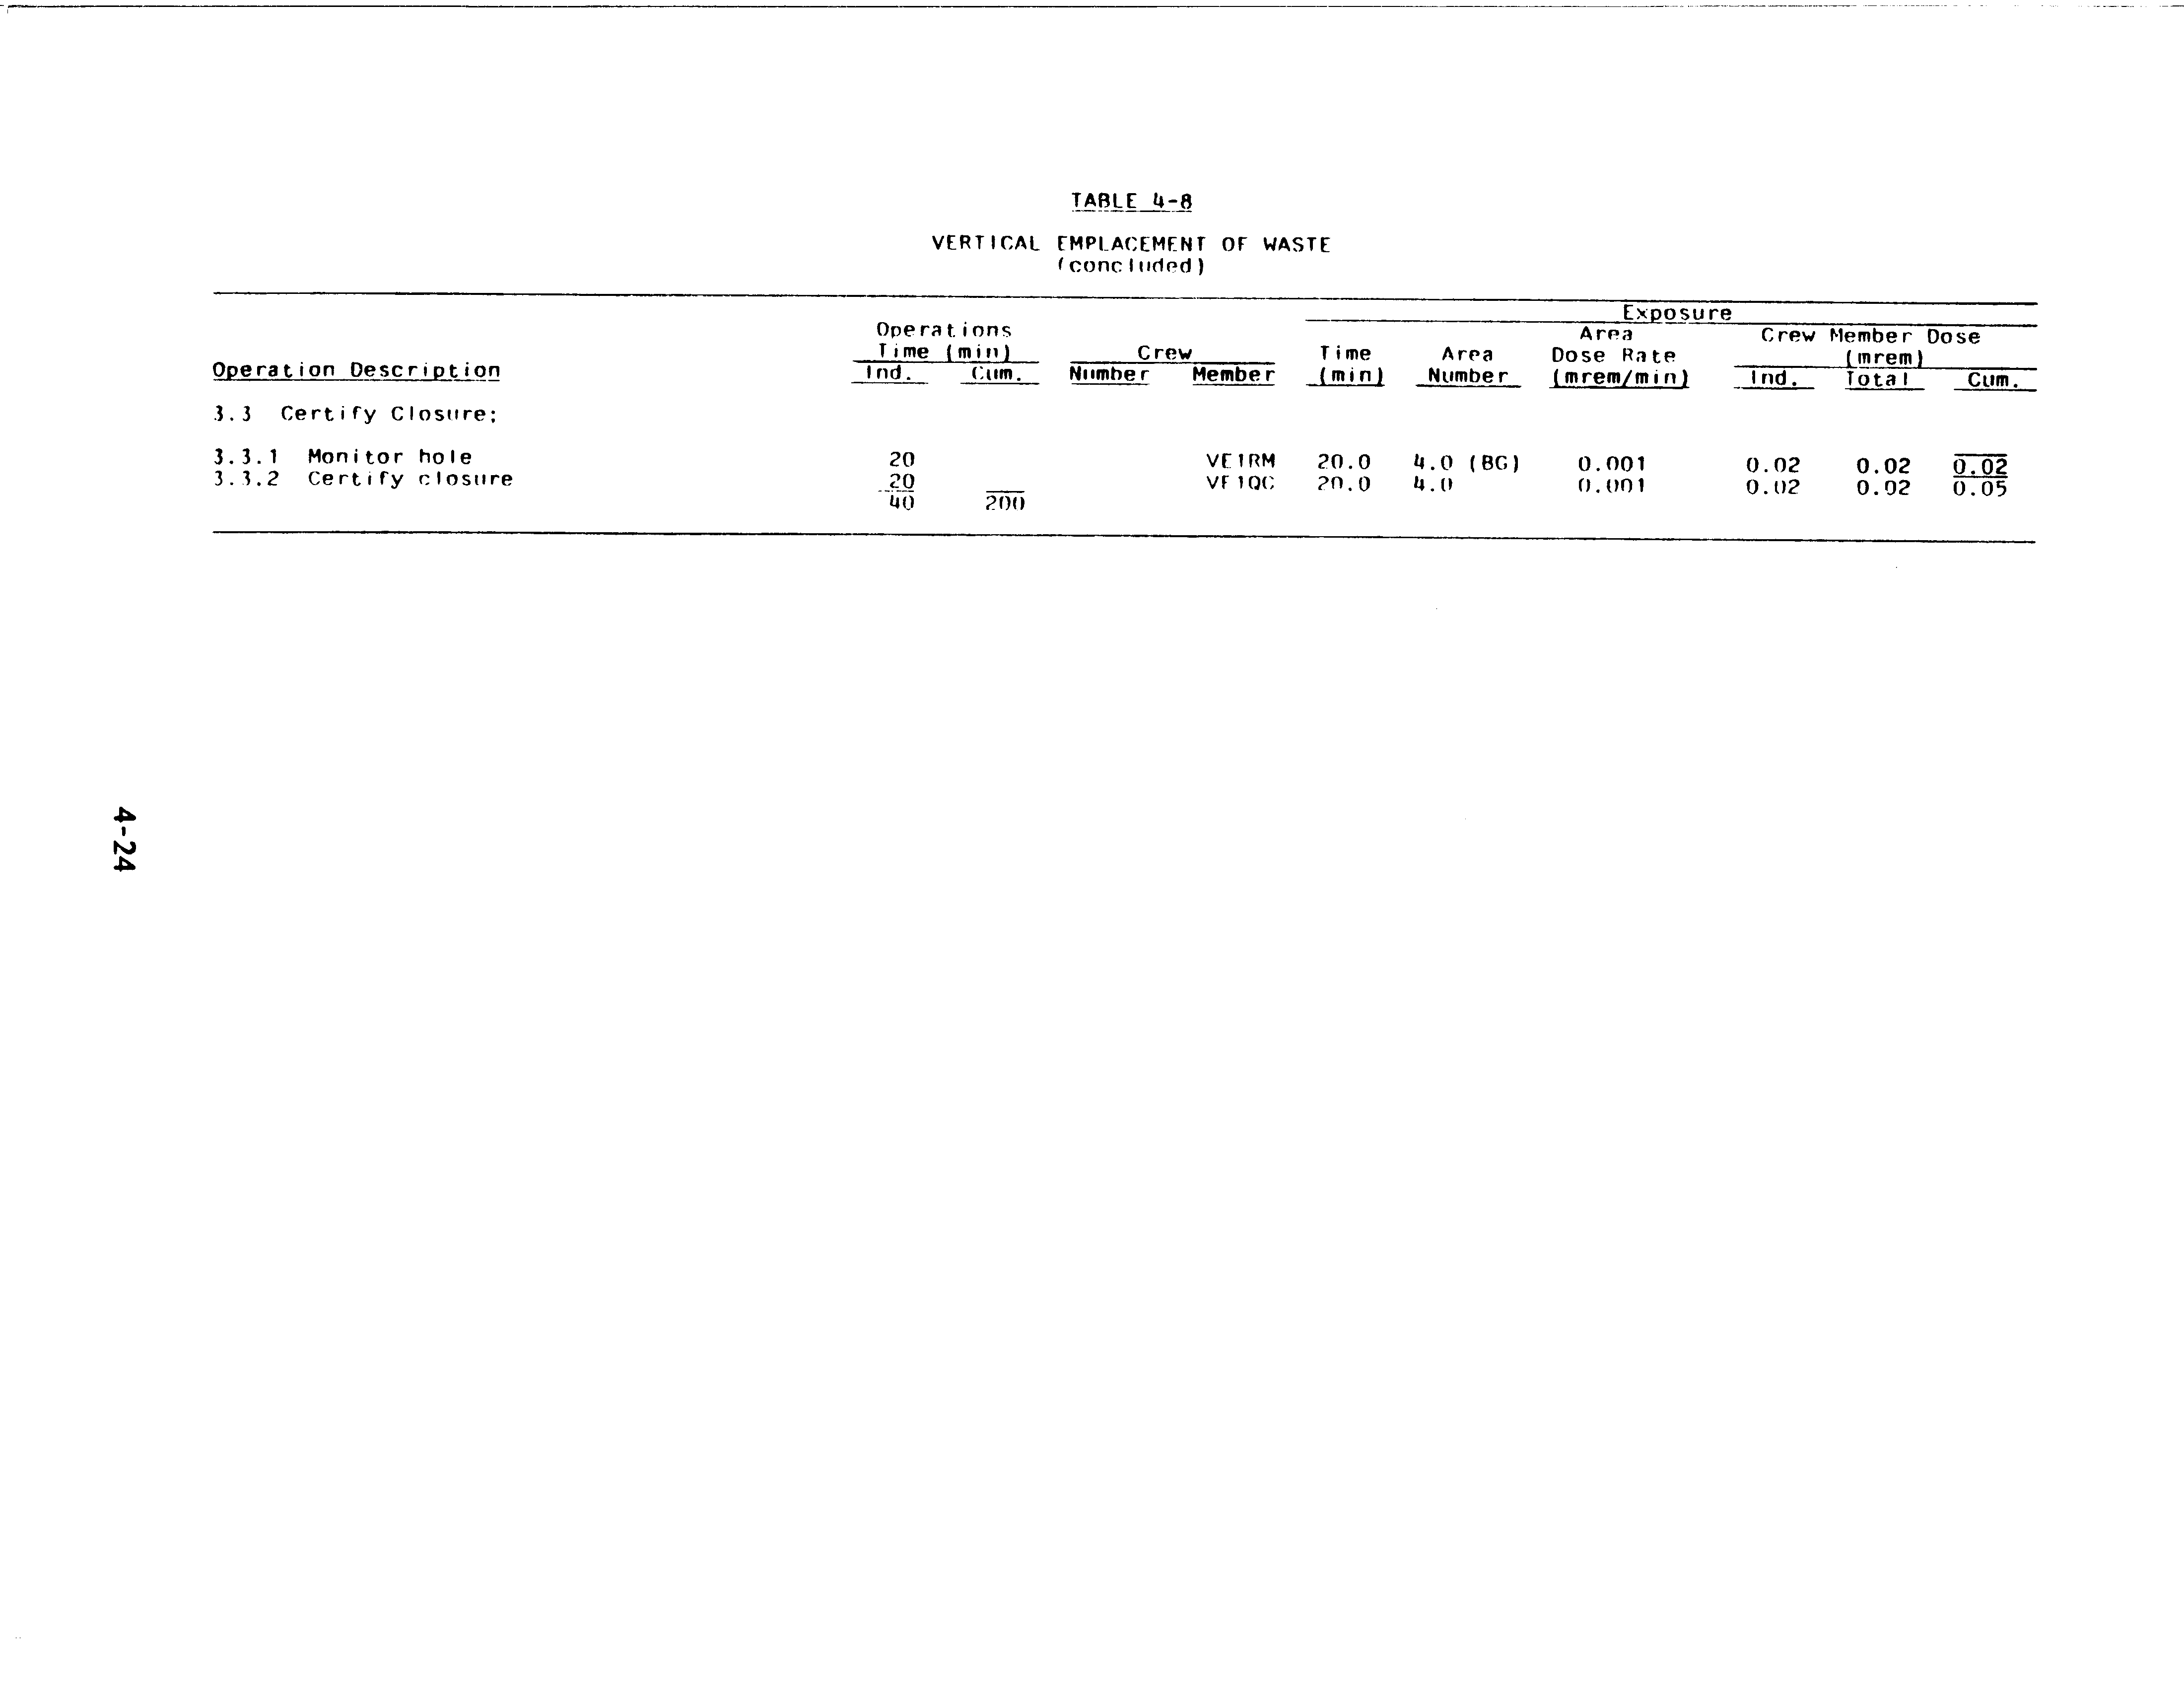 TABLE 4-8
VERTICAL EMPLACEMENT OF WASTE
(concluded)
Exposure
Operations Area Crew Member Dose
Time (min) Crew Time Area Dose Rate (mrem)
Operation Description Ind. Cum. Number Member (min) Number (mrem/min) Ind. Total Cum.
3.3 Certify Closure;
3.3.1 Monitor hole 20 VE1RM 20.0 4.0 (BG) 0.001 0.02 0.02 0.02
3.3.2 Certify closure 20 VE1QC 20.0 4.0 0.001 0.02 0.02 0.05
40 200
4-24